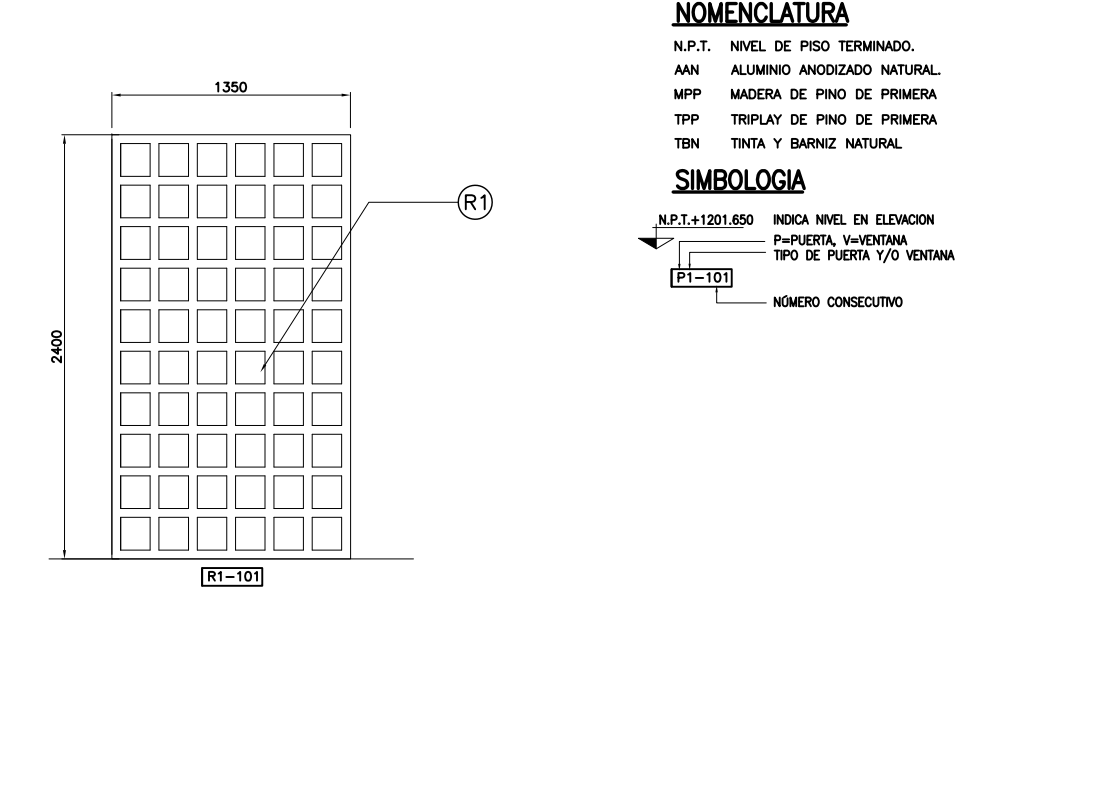 1350
2400
R1
R1-101
NOMENCLATURA
N.P.T. NIVEL DE PISO TERMINADO.
AAN ALUMINIO ANODIZADO NATURAL.
MPP MADERA DE PINO DE PRIMERA
TPP TRIPLAY DE PINO DE PRIMERA
TBN TINTA Y BARNIZ NATURAL
SIMBOLOGIA
N.P.T.+1201.650 INDICA NIVEL EN ELEVACION
P=PUERTA, V=VENTANA
TIPO DE PUERTA Y/O VENTANA
P1-101
NÚMERO CONSECUTIVO